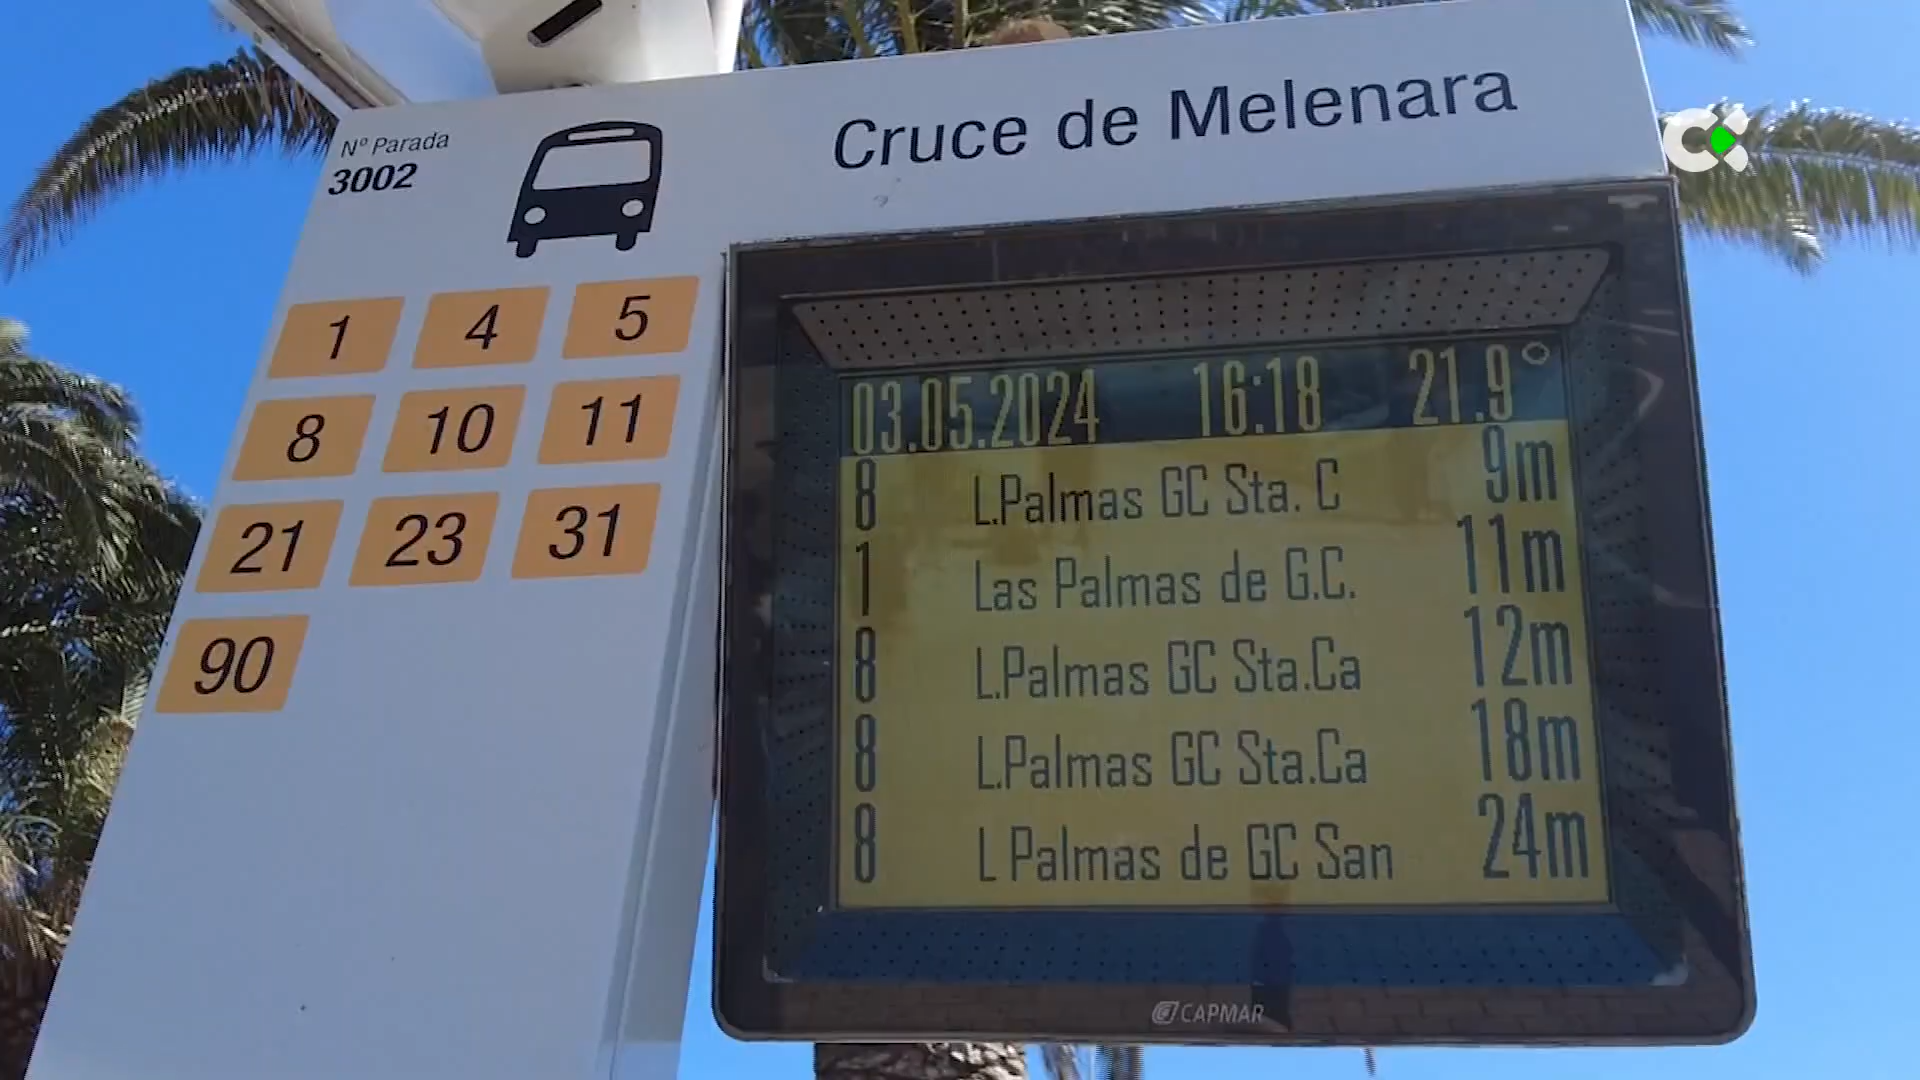 Nº Parada
3002
Cruce de Melenara
1 4 5
8 10 11
21 23 31
90
03.05.2024 16:18 21.9°
8 L.Palmas GC Sta. C 9m
1 Las Palmas de G.C. 11m
8 L.Palmas GC Sta.Ca 12m
8 L.Palmas GC Sta.Ca 18m
8 L Palmas de GC San 24m
CAPMAR